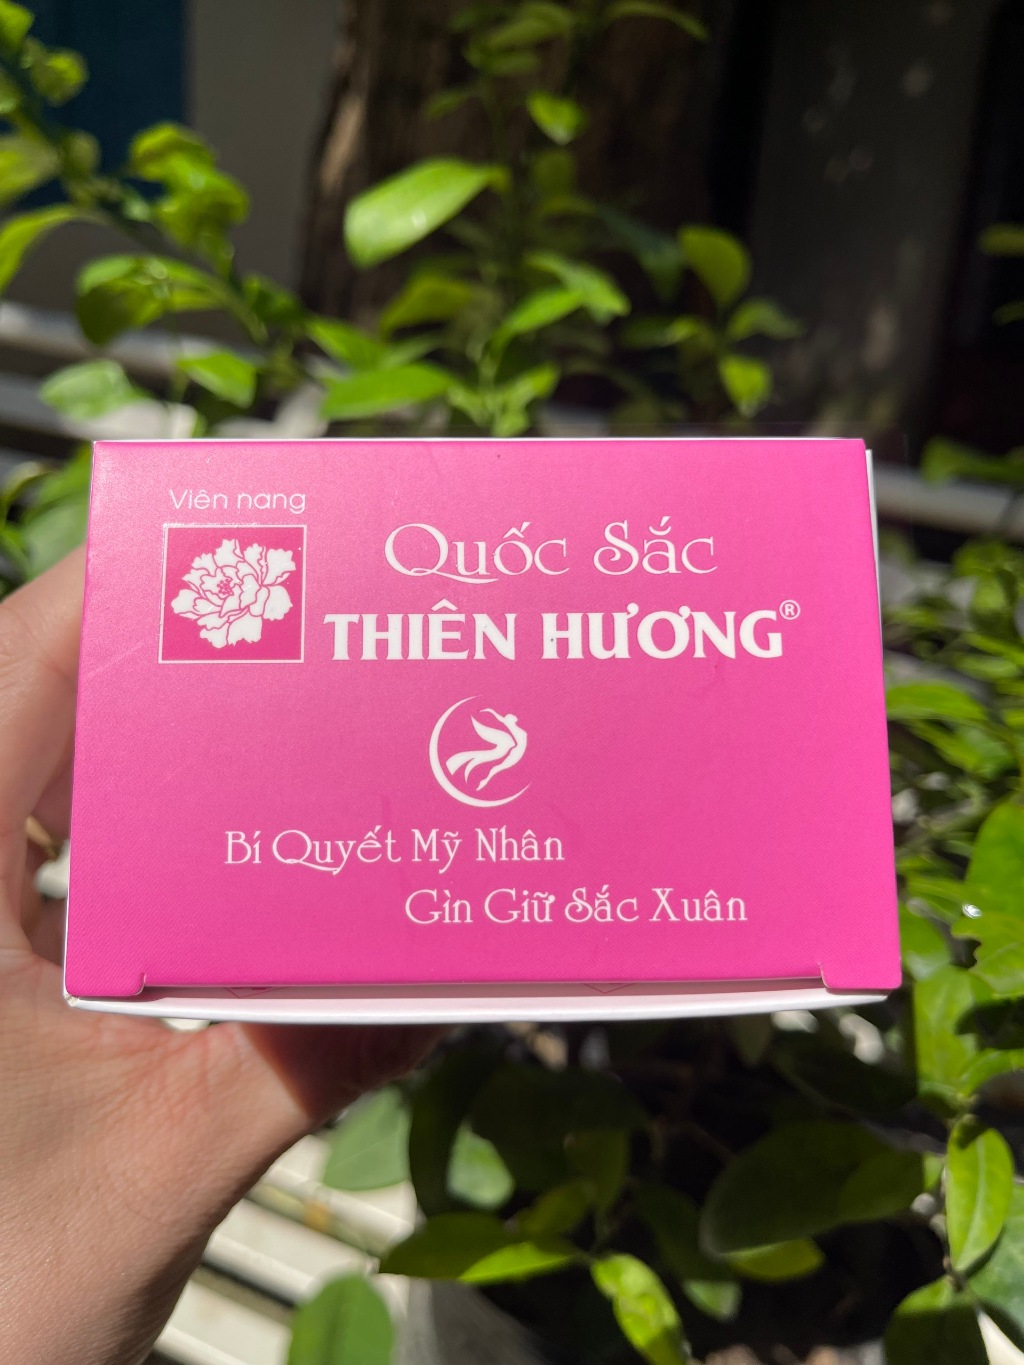 Viên nang
Quốc Sắc
THIÊN HƯƠNG®
Bí Quyết Mỹ Nhân
Gìn Giữ Sắc Xuân